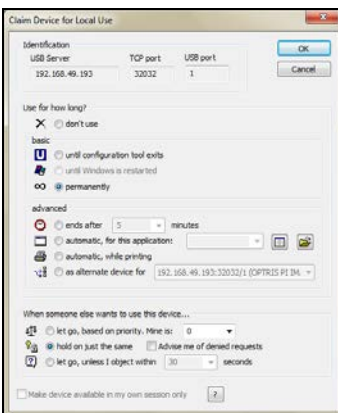 Claim Device for Local Use
Identification
USB Server TCP port USB port
192.168.49.193 32032 1
OK
Cancel
Use for how long?
don't use
basic
until configuration tool exits
until Windows is restarted
permanently
advanced
ends after 5 minutes
automatic, for this application:
automatic, while printing
as alternate device for 192.168.49.193:32032/1 (OPTRIS PI IM.
When someone else wants to use this device...
let go, based on priority. Mine is: 0
hold on just the same Advise me of denied requests
let go, unless I object within 30 seconds
Make device available in my own session only ?